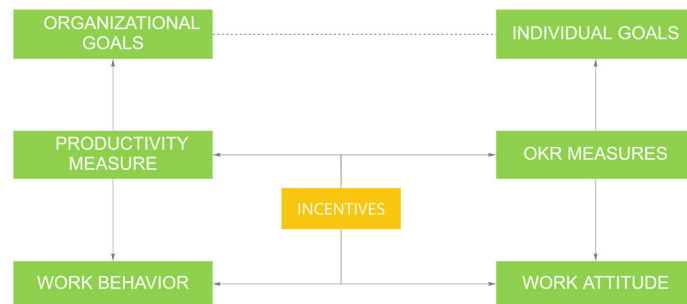 ORGANIZATIONAL
GOALS
INDIVIDUAL GOALS
PRODUCTIVITY
MEASURE
OKR MEASURES
INCENTIVES
WORK BEHAVIOR
WORK ATTITUDE